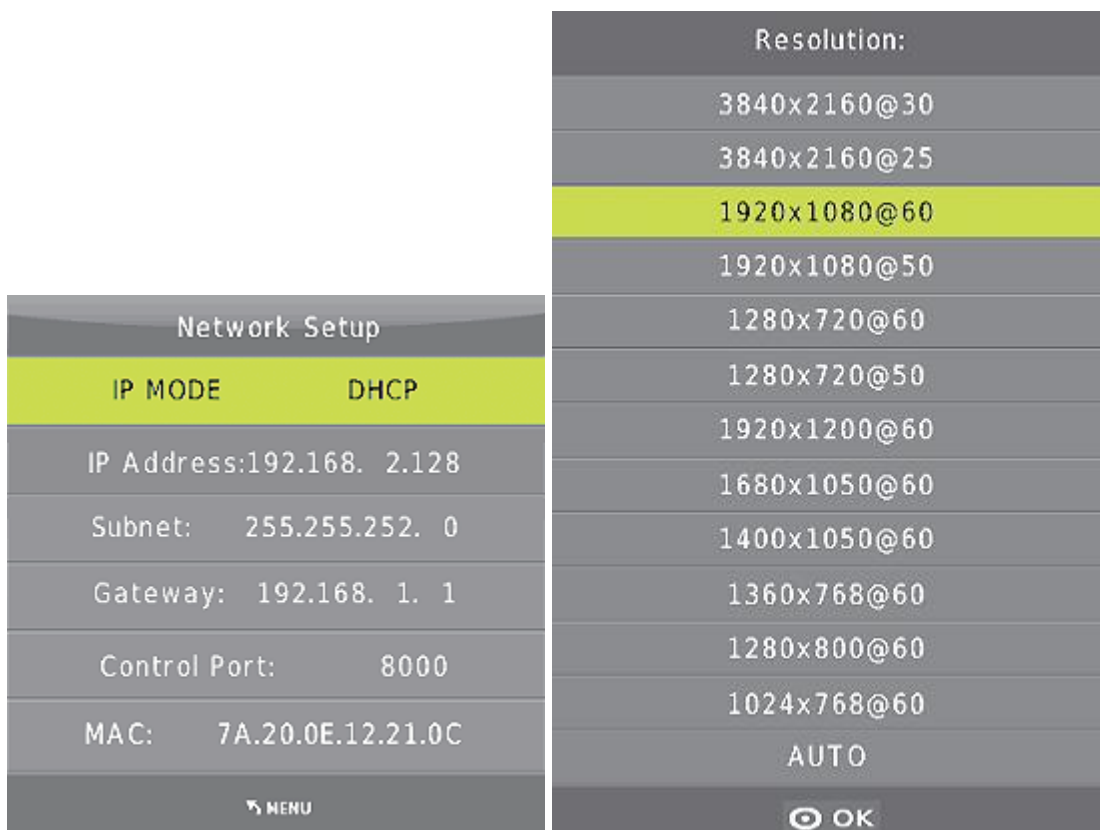 Network Setup
IP MODE DHCP
IP Address:192.168. 2.128
Subnet: 255.255.252. 0
Gateway: 192.168. 1. 1
Control Port: 8000
MAC: 7A.20.0E.12.21.0C
MENU
Resolution:
3840x2160@30
3840x2160@25
1920x1080@60
1920x1080@50
1280x720@60
1280x720@50
1920x1200@60
1680x1050@60
1400x1050@60
1360x768@60
1280x800@60
1024x768@60
AUTO
OK